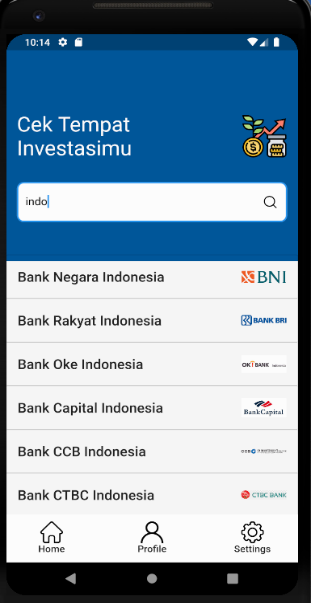 10:14
Cek Tempat
Investasimu
indo
Bank Negara Indonesia
BNI
Bank Rakyat Indonesia
BANK BRI
Bank Oke Indonesia
OK! BANK
Bank Capital Indonesia
BankCapital
Bank CCB Indonesia
Bank CTBC Indonesia
CTBC BANK
Home
Profile
Settings